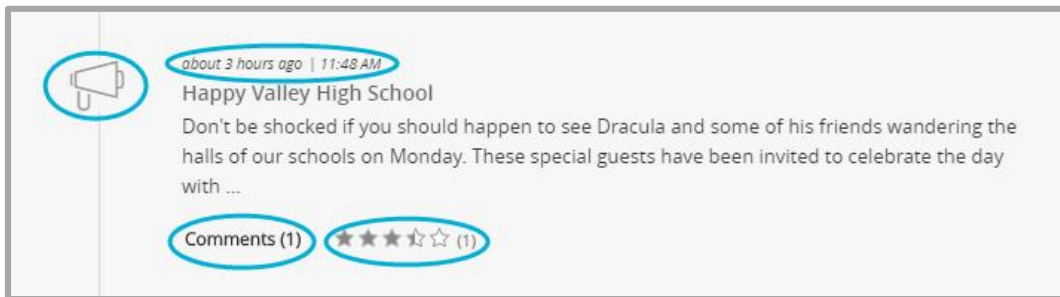 about 3 hours ago | 11:48 AM
Happy Valley High School
Don't be shocked if you should happen to see Dracula and some of his friends wandering the
halls of our schools on Monday. These special guests have been invited to celebrate the day
with ...
Comments (1) ★★★⯪☆ (1)